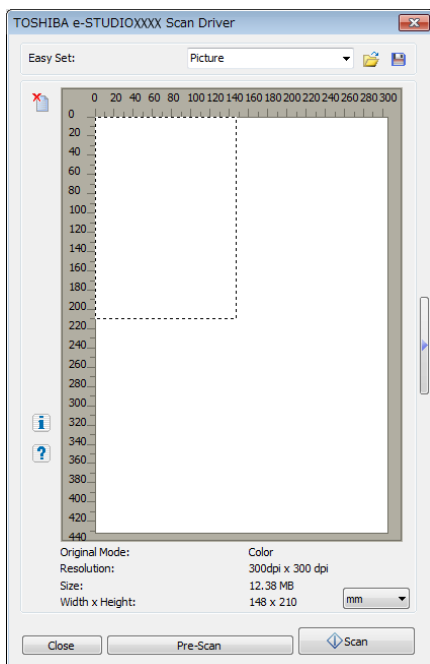 TOSHIBA e-STUDIOXXXX Scan Driver
Easy Set: Picture
0 20 40 60 80 100 120 140 160 180 200 220 240 260 280 300
0
20
40
60
80
100
120
140
160
180
200
220
240
260
280
300
320
340
360
380
400
420
440
Original Mode: Color
Resolution: 300dpi x 300 dpi
Size: 12.38 MB
Width x Height: 148 x 210 mm
Close Pre-Scan Scan